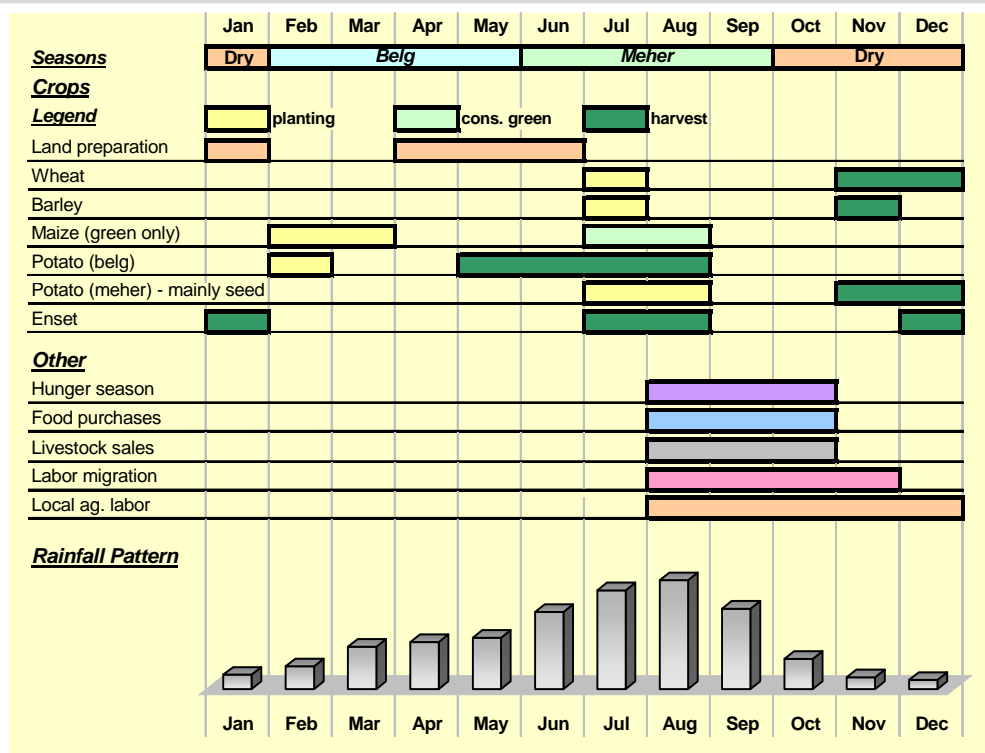 Jan Feb Mar Apr May Jun Jul Aug Sep Oct Nov Dec
Seasons Dry Belg Meher Dry
Crops
Legend planting cons. green harvest
Land preparation
Wheat
Barley
Maize (green only)
Potato (belg)
Potato (meher) - mainly seed
Enset
Other
Hunger season
Food purchases
Livestock sales
Labor migration
Local ag. labor
Rainfall Pattern
Jan Feb Mar Apr May Jun Jul Aug Sep Oct Nov Dec